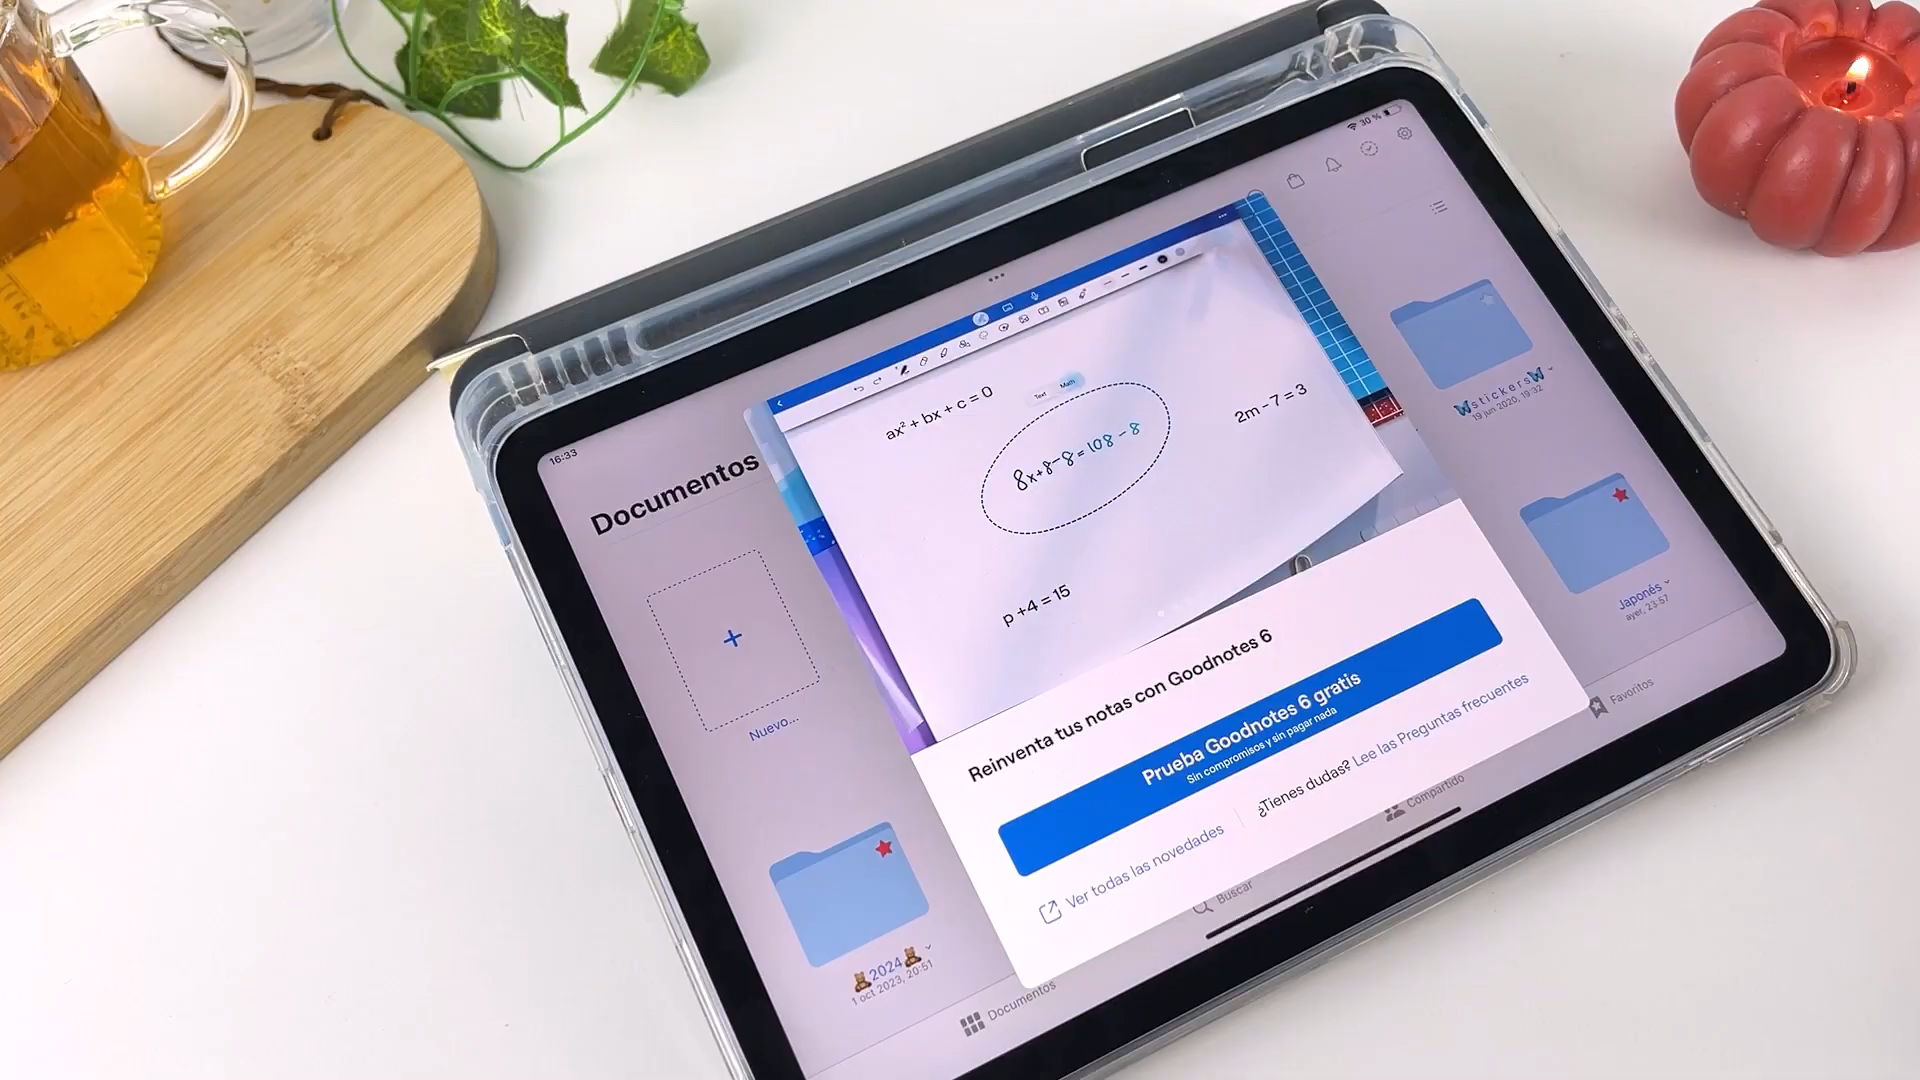 16:33
30 %
Documentos
ax² + bx + c = 0
Text
Math
8x+8-8=108-8
2m - 7 = 3
p + 4 = 15
Nuevo...
🦋stickers🦋
19 jun 2020, 19:32
Japonés
ayer, 23:57
Reinventa tus notas con Goodnotes 6
Prueba Goodnotes 6 gratis
Sin compromisos y sin pagar nada
Ver todas las novedades
¿Tienes dudas? Lee las Preguntas frecuentes
🧸2024🧸
1 oct 2023, 20:51
Documentos
Buscar
Compartido
Favoritos